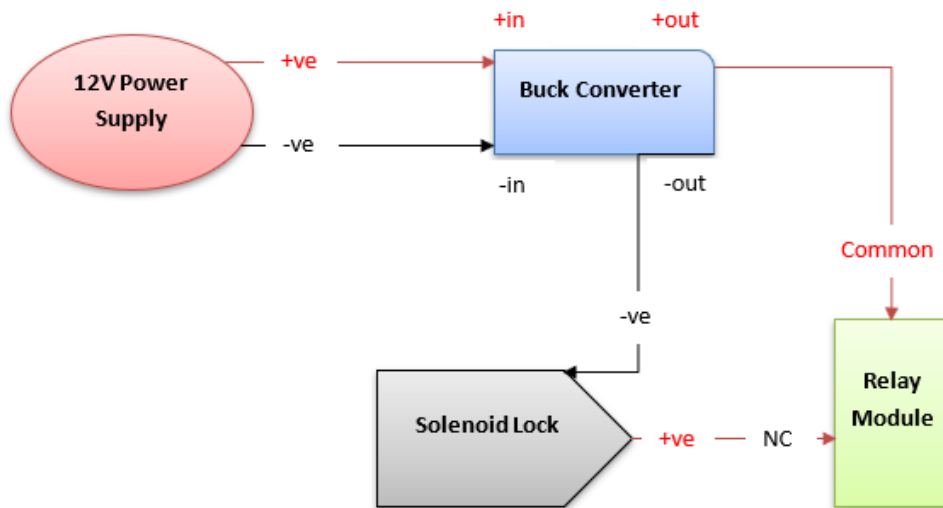 +in
+out
12V Power
Supply
+ve
Buck Converter
-ve
-in
-out
Common
-ve
Relay
Module
Solenoid Lock
+ve
NC